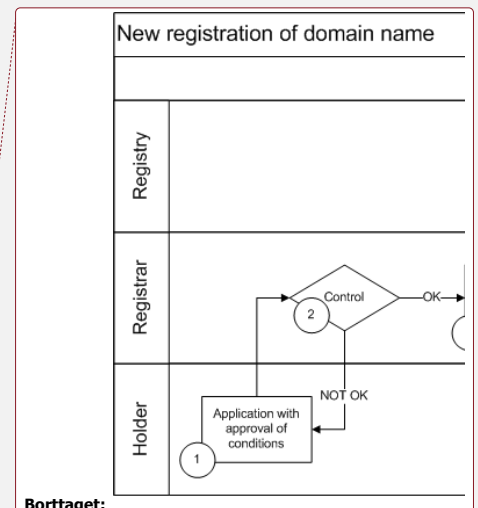 New registration of domain name
Registry
Registrar
Control
2
OK
Holder
NOT OK
Application with
approval of
conditions
1
Borttaget: